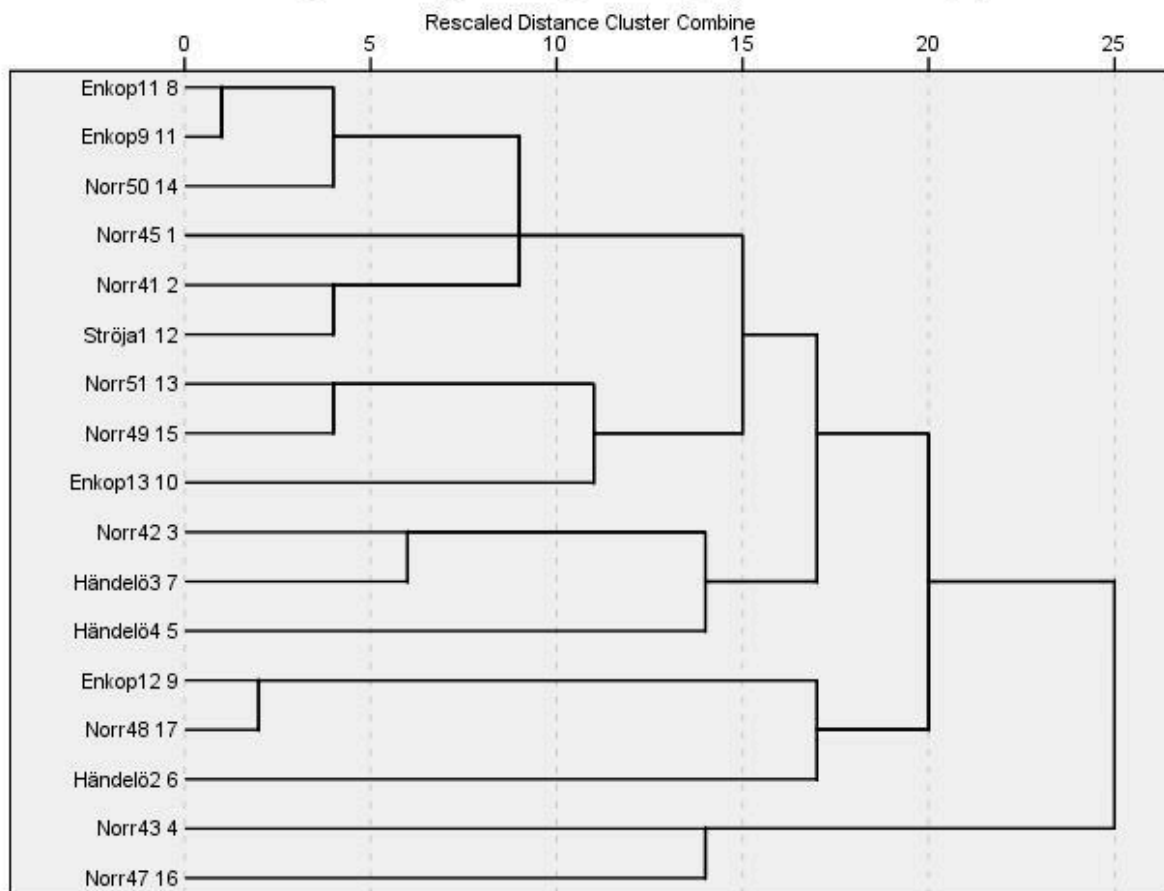 Rescaled Distance Cluster Combine
0 5 10 15 20 25
Enkop11 8
Enkop9 11
Norr50 14
Norr45 1
Norr41 2
Ströja1 12
Norr51 13
Norr49 15
Enkop13 10
Norr42 3
Händelö3 7
Händelö4 5
Enkop12 9
Norr48 17
Händelö2 6
Norr43 4
Norr47 16